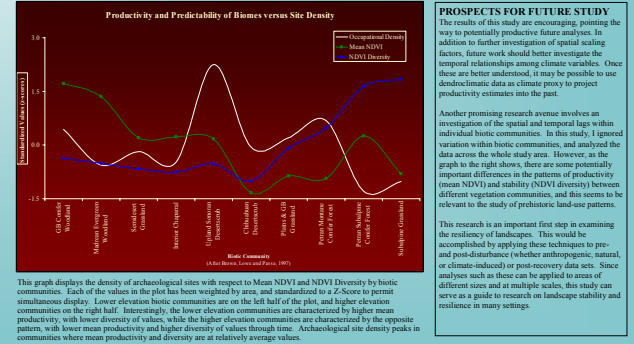 Productivity and Predictability of Biomes versus Site Density
Occupational Density
Mean NDVI
NDVI Diversity
Standardized Values (z-scores)
3.0
1.5
0.0
-1.5
GB Conifer
Woodland
Madrean Evergreen
Woodland
Semidesert
Grassland
Interior Chaparral
Upland Sonoran
Desertscrub
Chihuahuan
Desertscrub
Plains & GB
Grassland
Petran Montane
Conifer Forest
Petran Subalpine
Conifer Forest
Subalpine Grassland
Biotic Community
(After Brown, Lowe and Passe, 1997)
This graph displays the density of archaeological sites with respect to Mean NDVI and NDVI Diversity by biotic
communities. Each of the values in the plot has been weighted by area, and standardized to a Z-Score to permit
simultaneous display. Lower elevation biotic communities are on the left half of the plot, and higher elevation
communities on the right half. Interestingly, the lower elevation communities are characterized by higher mean
productivity, with lower diversity of values, while the higher elevation communities are characterized by the opposite
pattern, with lower mean productivity and higher diversity of values through time. Archaeological site density peaks in
communities where mean productivity and diversity are at relatively average values.
PROSPECTS FOR FUTURE STUDY
The results of this study are encouraging, pointing the
way to potentially productive future analyses. In
addition to further investigation of spatial scaling
factors, future work should better investigate the
temporal relationships among climate variables. Once
these are better understood, it may be possible to use
dendroclimatic data as climate proxy to project
productivity estimates into the past.
Another promising research avenue involves an
investigation of the spatial and temporal lags within
individual biotic communities. In this study, I ignored
variation within biotic communities, and analyzed the
data across the whole study area. However, as the
graph to the right shows, there are some potentially
important differences in the patterns of productivity
(mean NDVI) and stability (NDVI diversity) between
different vegetation communities, and this seems to be
relevant to the study of prehistoric land-use patterns.
This research is an important first step in examining
the resiliency of landscapes. This would be
accomplished by applying these techniques to pre-
and post-disturbance (whether anthropogenic, natural,
or climate-induced) or post-recovery data sets. Since
analyses such as these can be applied to areas of
different sizes and at multiple scales, this study can
serve as a guide to research on landscape stability and
resilience in many settings.